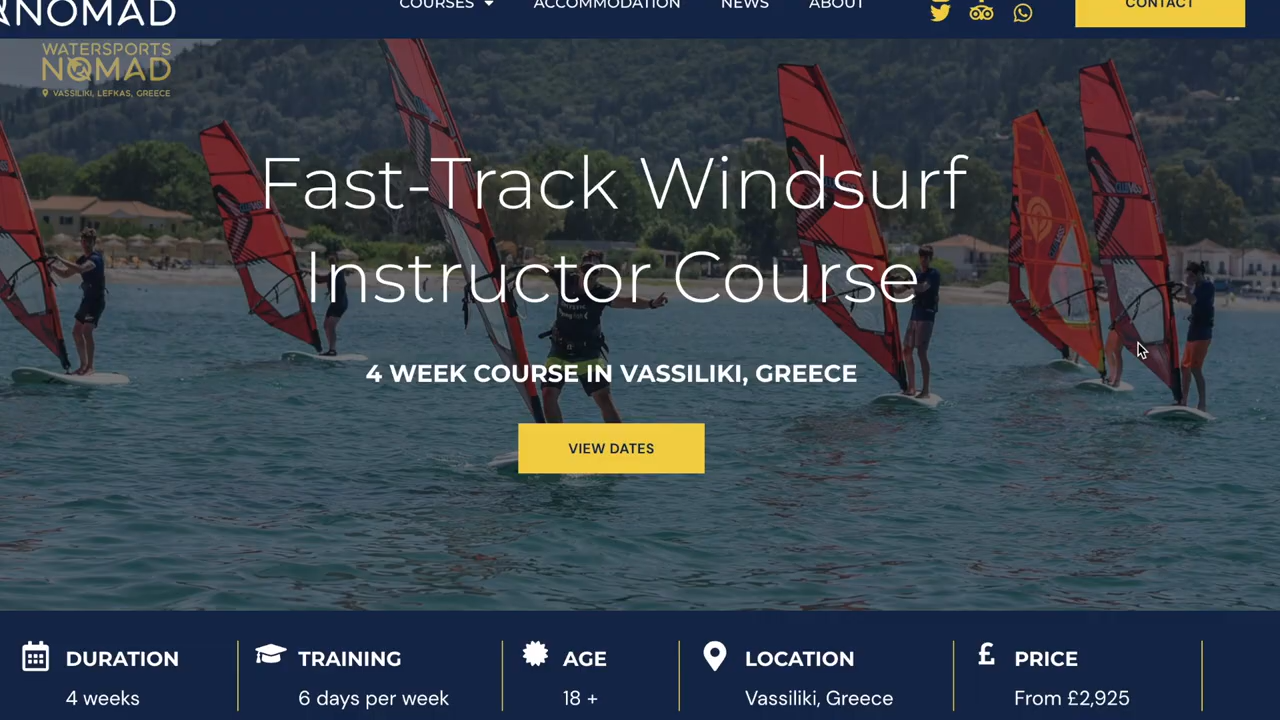 NOMAD
COURSES
ACCOMMODATION
NEWS
ABOUT
CONTACT
WATERSPORTS
NOMAD
VASSILIKI, LEFKAS, GREECE
Fast-Track Windsurf
Instructor Course
4 WEEK COURSE IN VASSILIKI, GREECE
VIEW DATES
DURATION
4 weeks
TRAINING
6 days per week
AGE
18 +
LOCATION
Vassiliki, Greece
£ PRICE
From £2,925